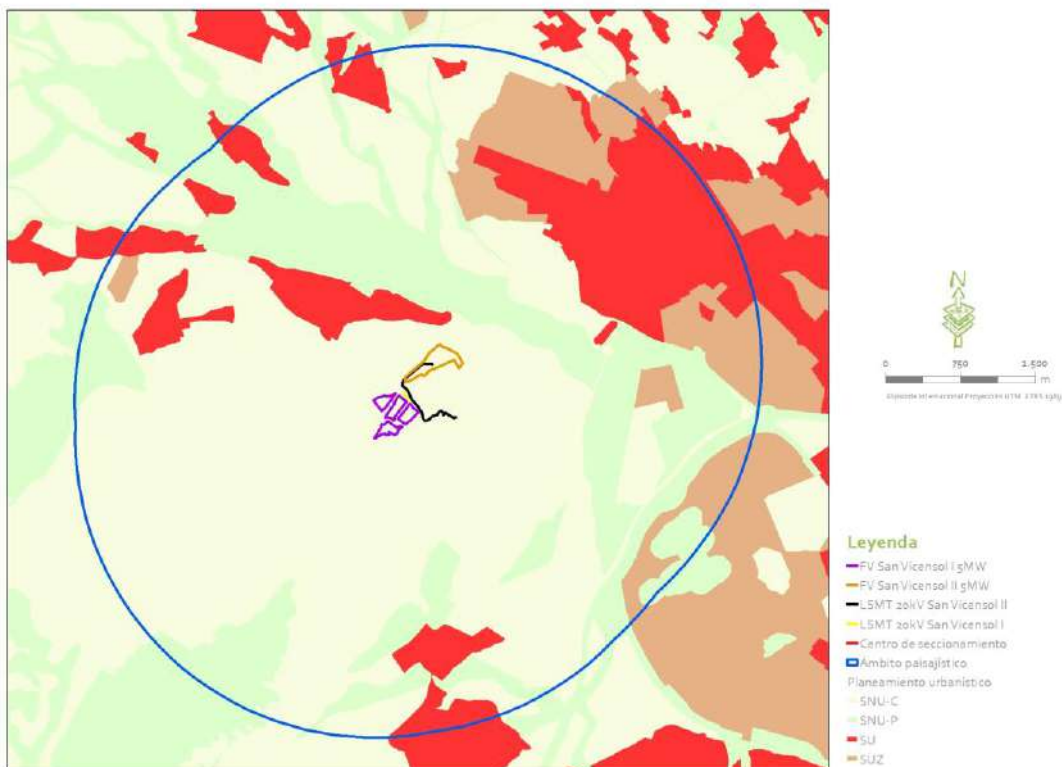 N
0 750 1.500
m
Leyenda
FV San Vicensol I 5MW
FV San Vicensol II 5MW
LSMT 20kV San Vicensol II
LSMT 20kV San Vicensol I
Centro de seccionamiento
Ámbito paisajístico
Planeamiento urbanístico
SNU-C
SNU-P
SU
SUZ